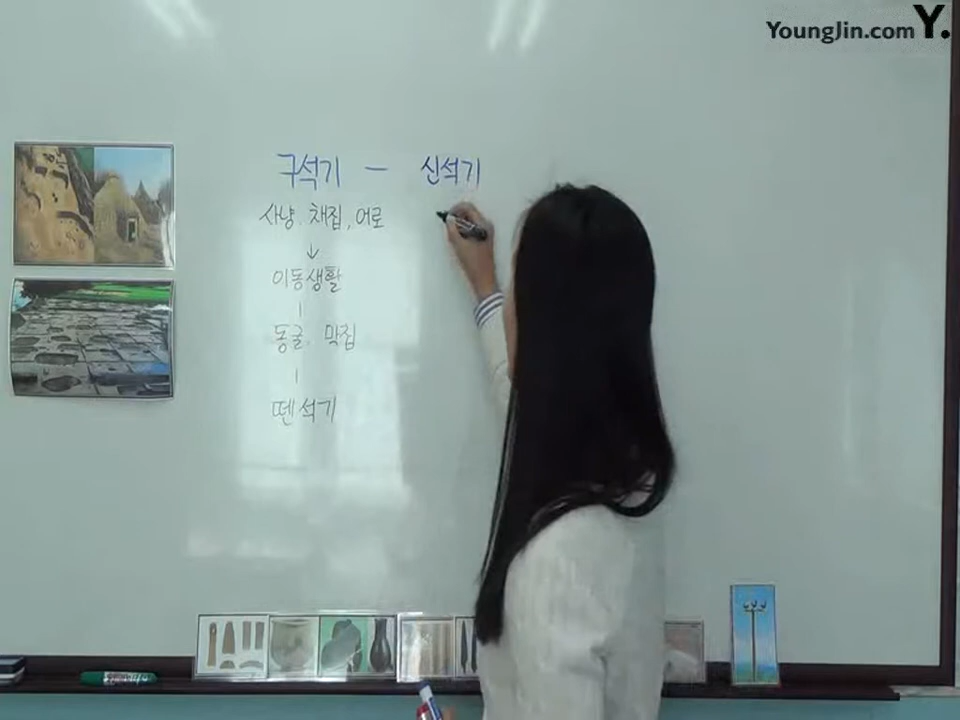 YoungJin.com Y.
구석기 - 신석기
사냥. 채집, 어로
↓
이동생활
동굴. 막집
뗀석기